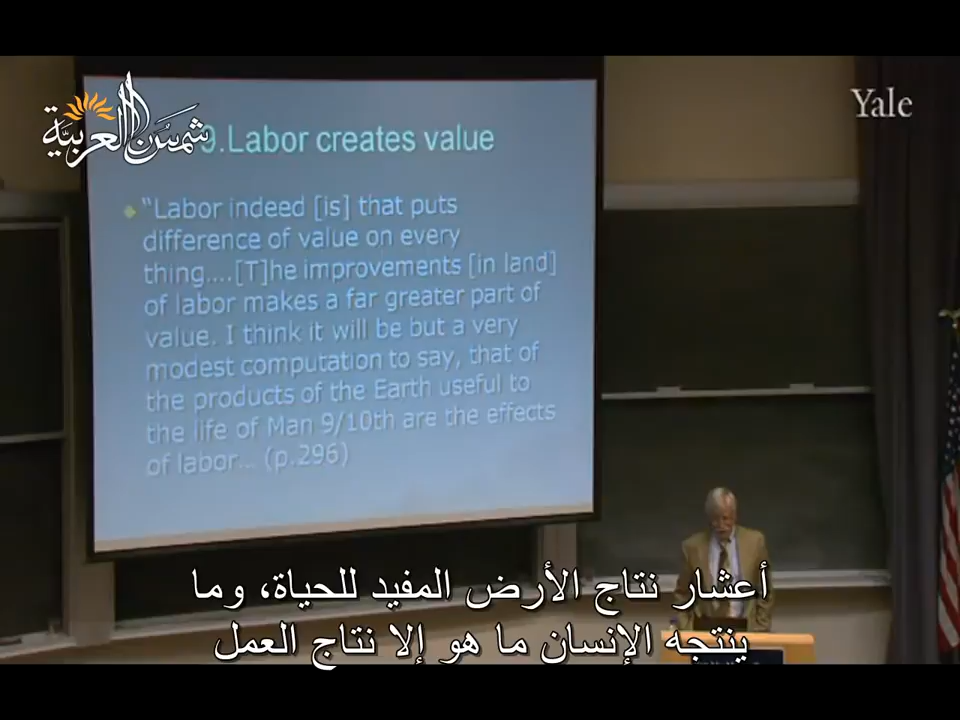 شمس العربية
Yale
9.Labor creates value
“Labor indeed [is] that puts
difference of value on every
thing....[T]he improvements [in land]
of labor makes a far greater part of
value. I think it will be but a very
modest computation to say, that of
the products of the Earth useful to
the life of Man 9/10th are the effects
of labor... (p.296)
أعشار نتاج الأرض المفيد للحياة، وما
ينتجه الإنسان ما هو إلا نتاج العمل